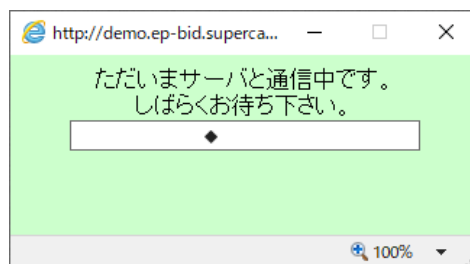 http://demo.ep-bid.superca...
ただいまサーバと通信中です。
しばらくお待ち下さい。
100%